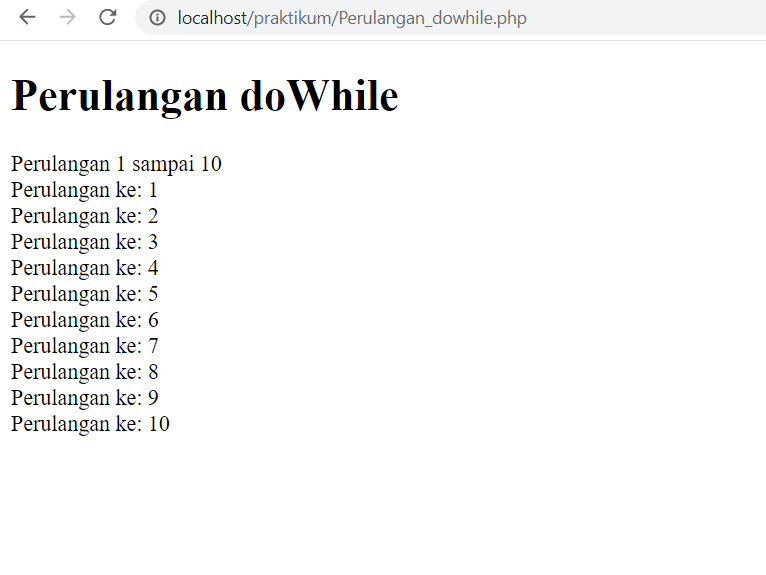 localhost/praktikum/Perulangan_dowhile.php
Perulangan doWhile
Perulangan 1 sampai 10
Perulangan ke: 1
Perulangan ke: 2
Perulangan ke: 3
Perulangan ke: 4
Perulangan ke: 5
Perulangan ke: 6
Perulangan ke: 7
Perulangan ke: 8
Perulangan ke: 9
Perulangan ke: 10